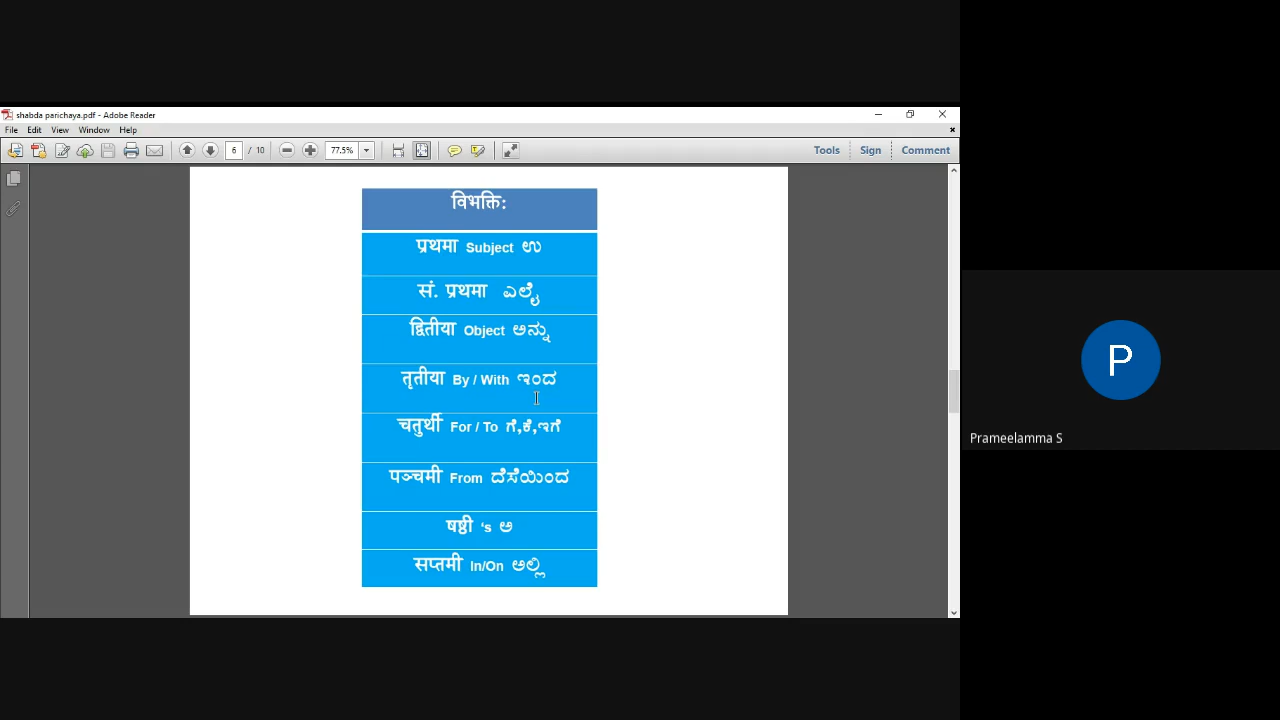 shabda parichaya.pdf - Adobe Reader
File Edit View Window Help
6 / 10 77.5% Tools Sign Comment
विभक्ति:
प्रथमा Subject ಉ
सं. प्रथमा ಎಲೈ
द्वितीया Object ಅನ್ನು
तृतीया By / With ಇಂದ
चतुर्थी For / To ಗೆ,ಕೆ,ಇಗೆ
पञ्चमी From ದೆಸೆಯಿಂದ
षष्ठी ‘s ಅ
सप्तमी In/On ಅಲ್ಲಿ
P
Prameelamma S